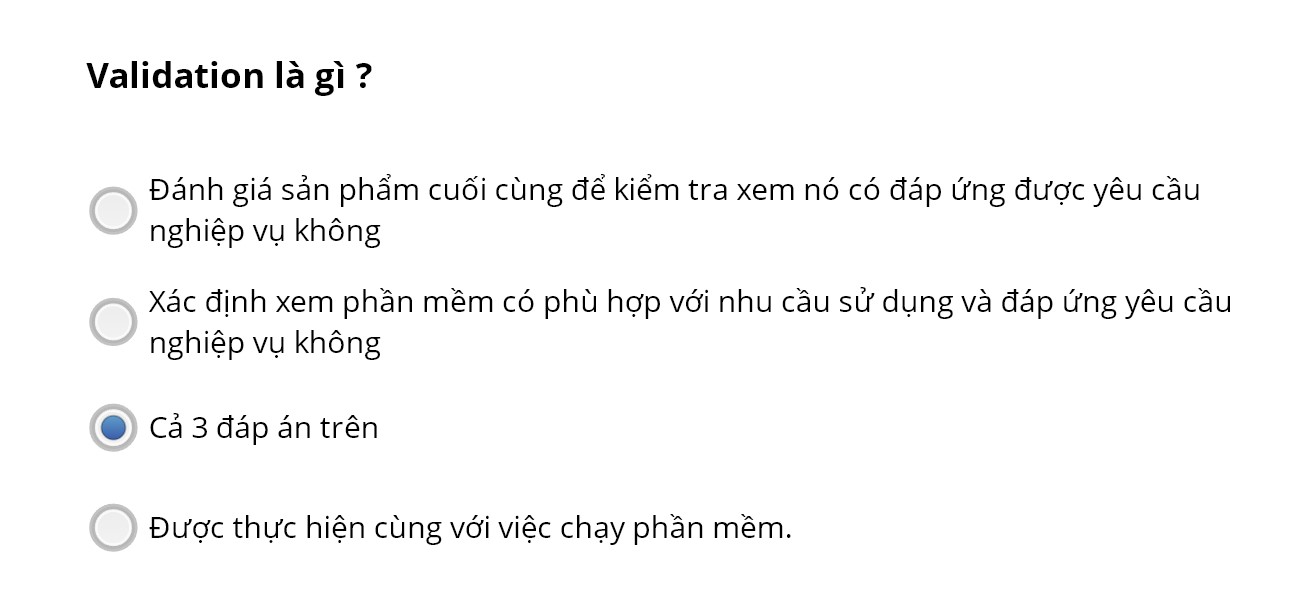 Validation là gì ?
Đánh giá sản phẩm cuối cùng để kiểm tra xem nó có đáp ứng được yêu cầu
nghiệp vụ không
Xác định xem phần mềm có phù hợp với nhu cầu sử dụng và đáp ứng yêu cầu
nghiệp vụ không
Cả 3 đáp án trên
Được thực hiện cùng với việc chạy phần mềm.